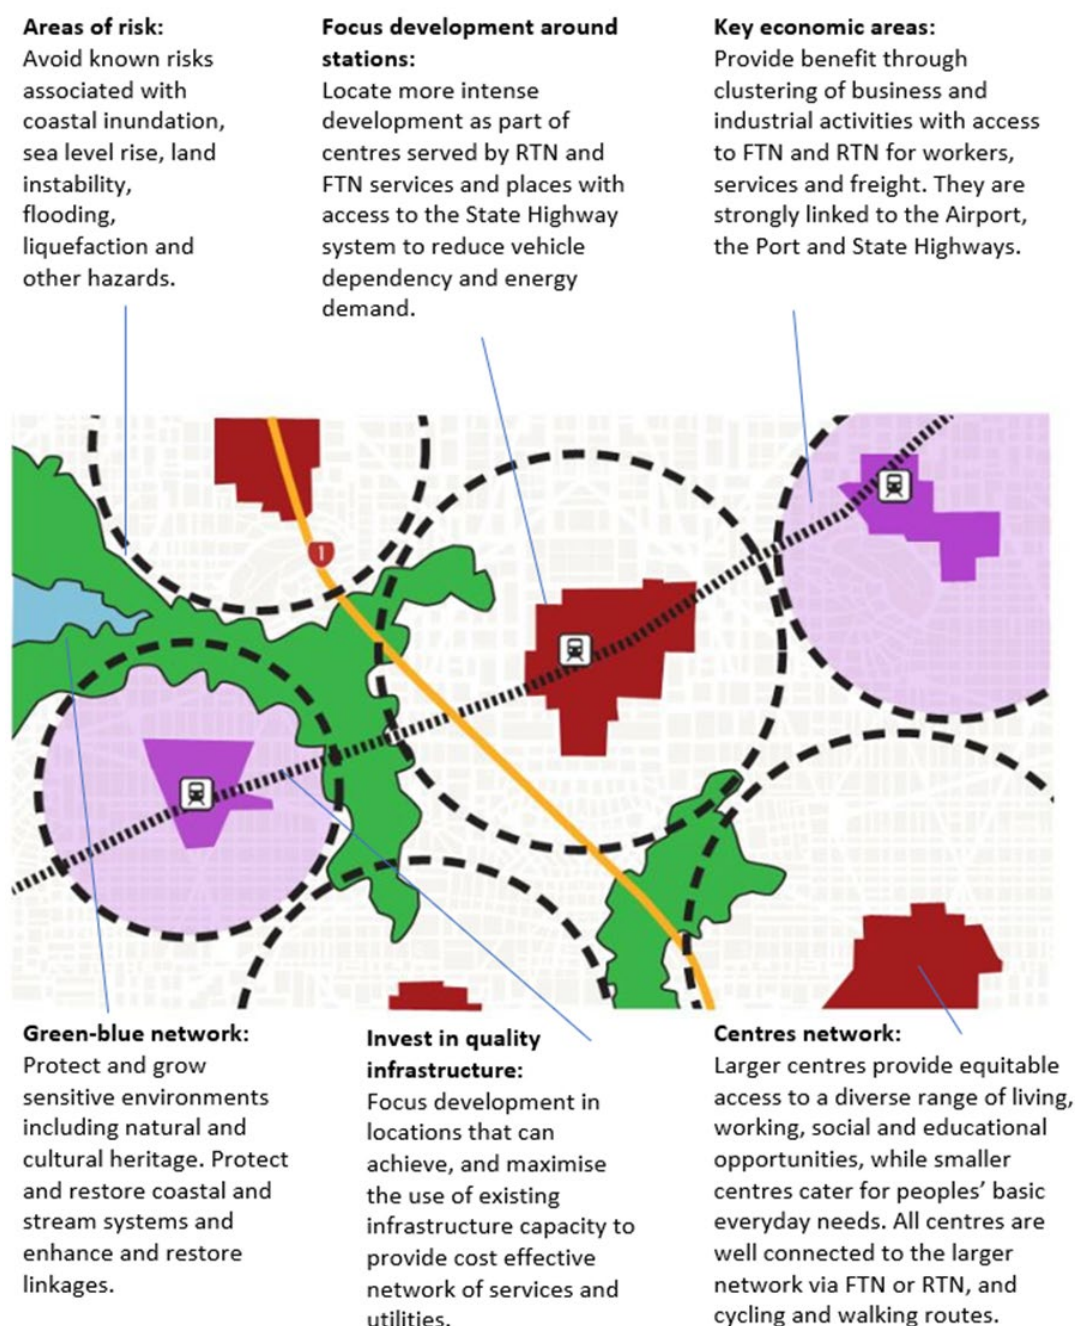 Areas of risk:
Avoid known risks
associated with
coastal inundation,
sea level rise, land
instability,
flooding,
liquefaction and
other hazards.
Focus development around
stations:
Locate more intense
development as part of
centres served by RTN and
FTN services and places with
access to the State Highway
system to reduce vehicle
dependency and energy
demand.
Key economic areas:
Provide benefit through
clustering of business and
industrial activities with access
to FTN and RTN for workers,
services and freight. They are
strongly linked to the Airport,
the Port and State Highways.
1
Green-blue network:
Protect and grow
sensitive environments
including natural and
cultural heritage. Protect
and restore coastal and
stream systems and
enhance and restore
linkages.
Invest in quality
infrastructure:
Focus development in
locations that can
achieve, and maximise
the use of existing
infrastructure capacity to
provide cost effective
network of services and
utilities.
Centres network:
Larger centres provide equitable
access to a diverse range of living,
working, social and educational
opportunities, while smaller
centres cater for peoples’ basic
everyday needs. All centres are
well connected to the larger
network via FTN or RTN, and
cycling and walking routes.